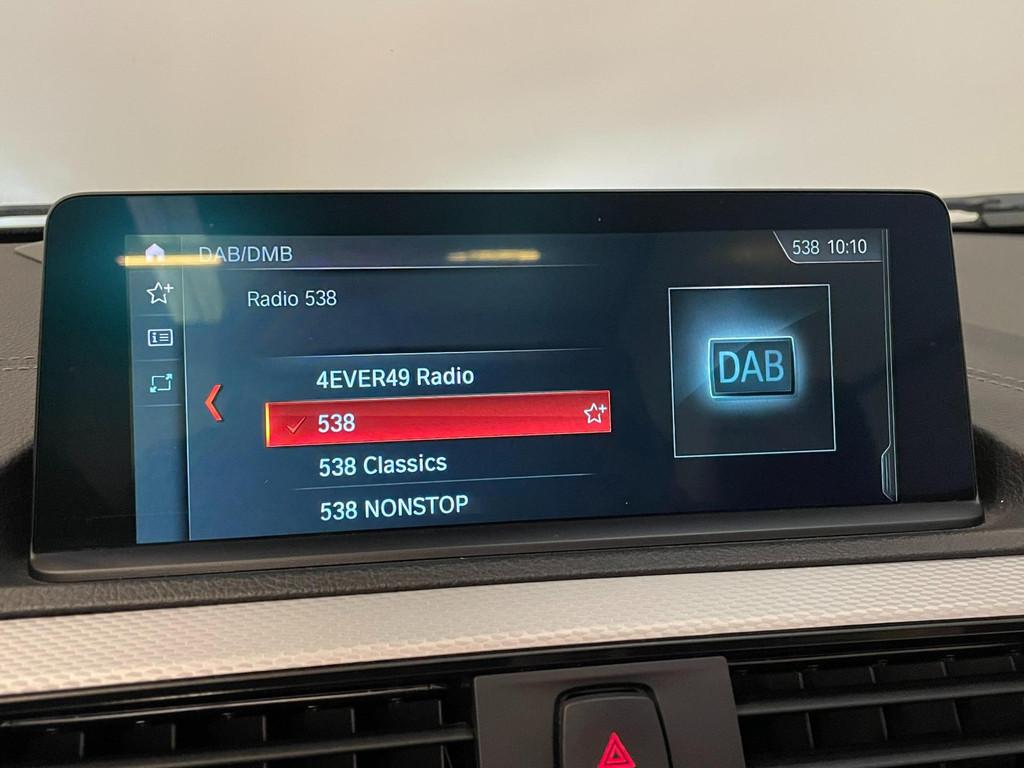 DAB/DMB
538 10:10
Radio 538
4EVER49 Radio
538
538 Classics
538 NONSTOP
DAB